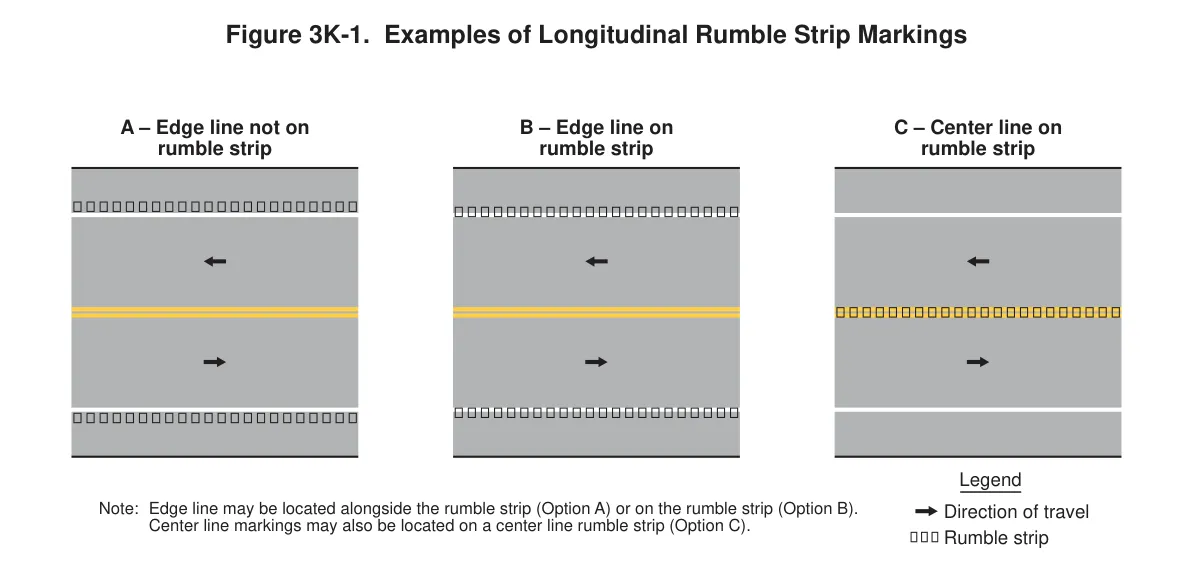 Figure 3K-1.  Examples of Longitudinal Rumble Strip Markings
A – Edge line not on
rumble strip
B – Edge line on
rumble strip
C – Center line on
rumble strip
Note:  Edge line may be located alongside the rumble strip (Option A) or on the rumble strip (Option B).
Center line markings may also be located on a center line rumble strip (Option C).
Legend
Direction of travel
Rumble strip